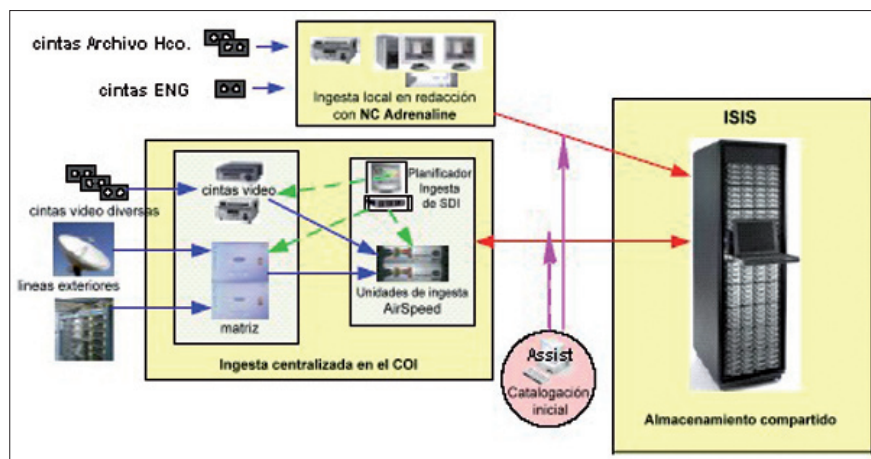 cintas Archivo Hco.
cintas ENG
Ingesta local en redacción
con NC Adrenaline
ISIS
cintas video diversas
lineas exteriores
cintas video
matriz
Planificador
Ingesta
de SDI
Unidades de ingesta
AirSpeed
Ingesta centralizada en el COI
Assist
Catalogación
inicial
Almacenamiento compartido